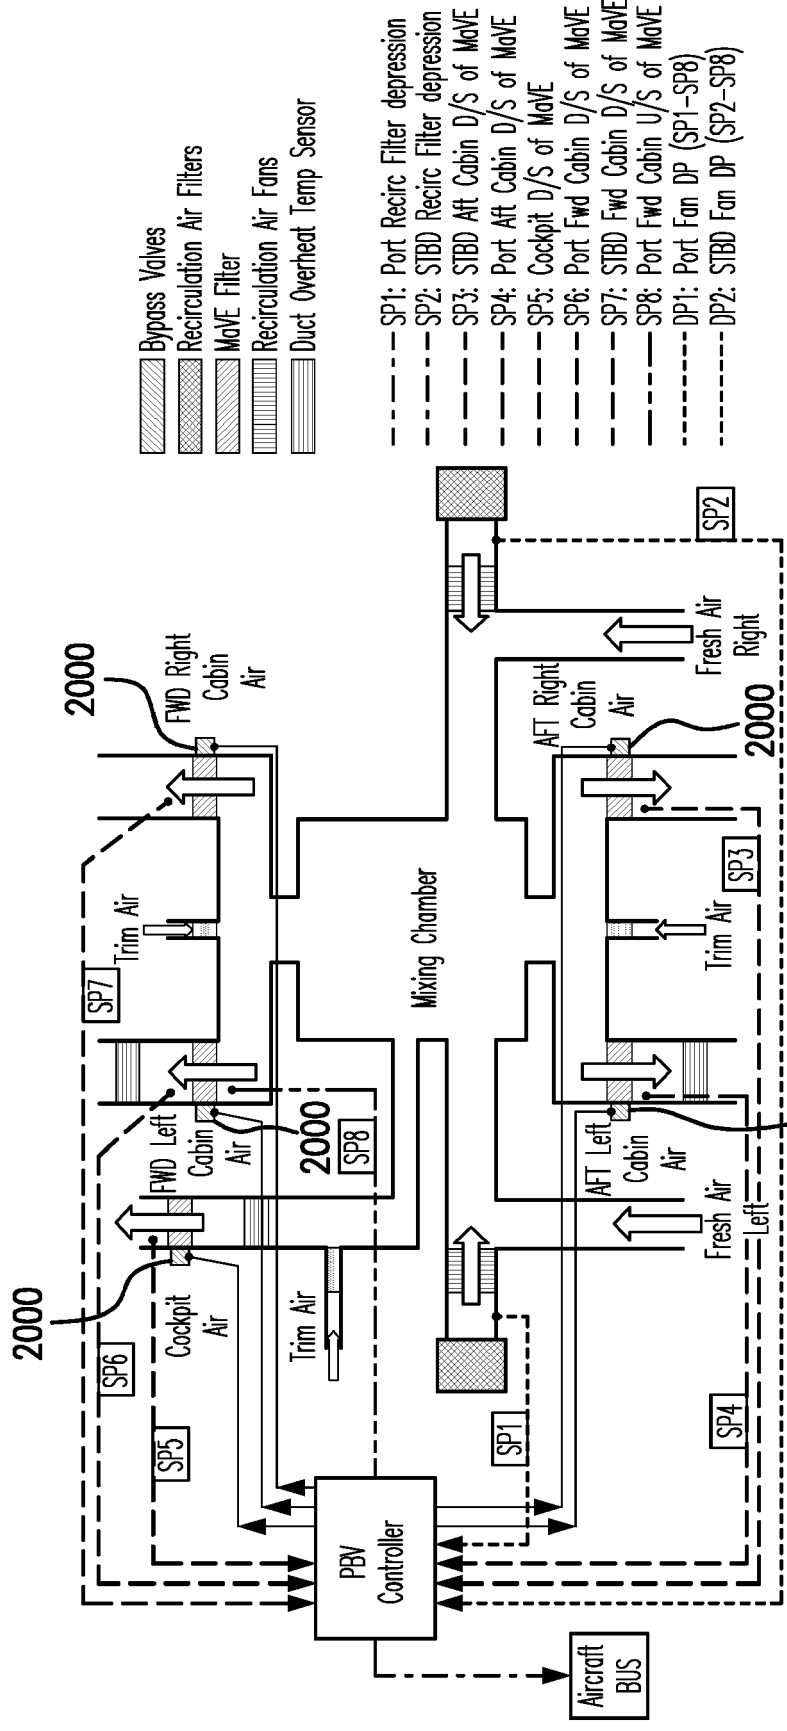 Bypass Valves
Recirculation Air Filters
MaVE Filter
Recirculation Air Fans
Duct Overheat Temp Sensor
SP1: Port Recirc Filter depression
SP2: STBD Recirc Filter depression
SP3: STBD Aft Cabin D/S of MaVE
SP4: Port Aft Cabin D/S of MaVE
SP5: Cockpit D/S of MaVE
SP6: Port Fwd Cabin D/S of MaVE
SP7: STBD Fwd Cabin D/S of MaVE
SP8: Port Fwd Cabin U/S of MaVE
DP1: Port Fan DP (SP1-SP8)
DP2: STBD Fan DP (SP2-SP8)
2000
FWD Right
Cabin
Air
SP2
Fresh Air
Right
AFT Right
Cabin
Air
2000
Trim Air
SP7
Mixing Chamber
SP3
Trim Air
FWD Left
Cabin
Air
2000
SP8
AFT Left
Cabin
Air
2000
Cockpit
Air
Trim Air
Fresh Air
Left
SP6
SP5
SP1
SP4
PBV
Controller
Aircraft
BUS